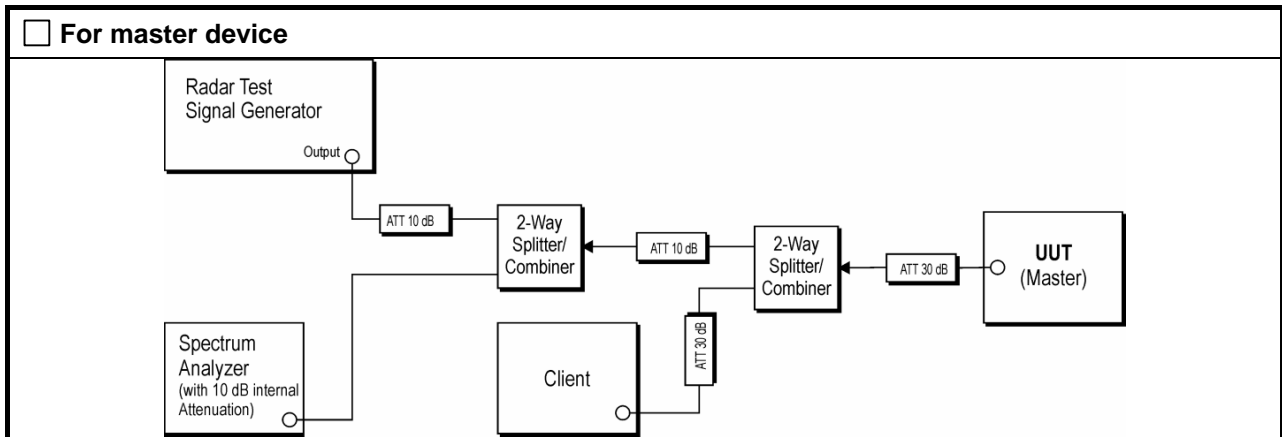 For master device
Radar Test
Signal Generator
Output
ATT 10 dB
2-Way
Splitter/
Combiner
ATT 10 dB
2-Way
Splitter/
Combiner
ATT 30 dB
UUT
(Master)
Spectrum
Analyzer
(with 10 dB internal
Attenuation)
Client
ATT 30 dB